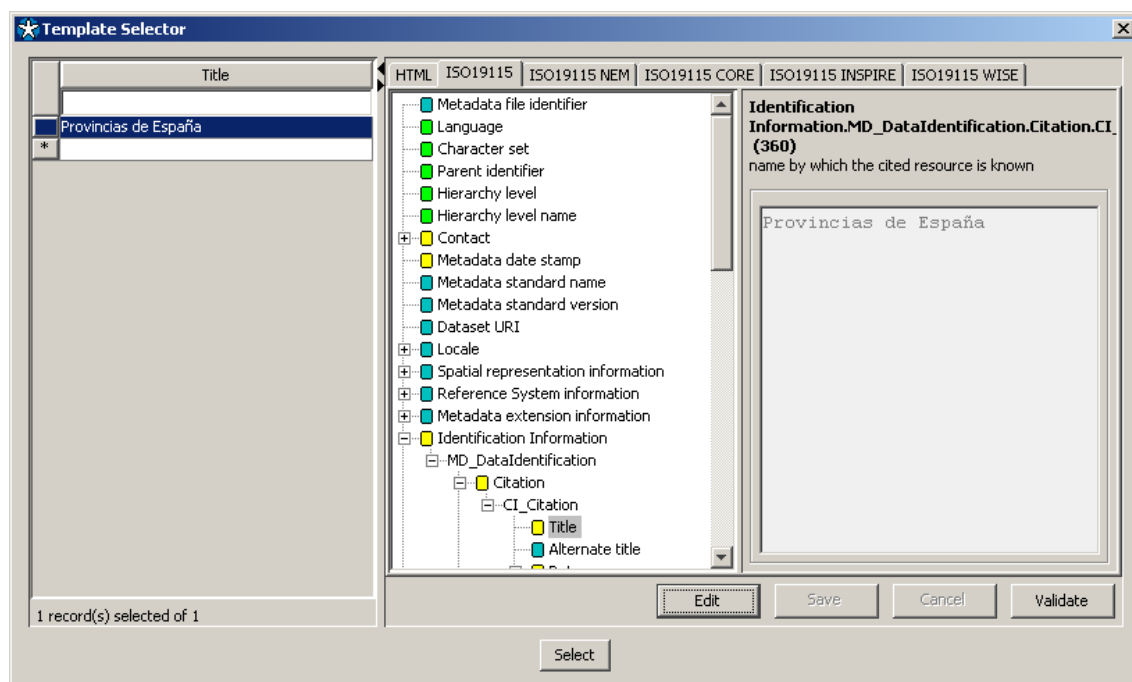 Template Selector
Title
Provincias de España
*
1 record(s) selected of 1
HTML
ISO19115
ISO19115 NEM
ISO19115 CORE
ISO19115 INSPIRE
ISO19115 WISE
Metadata file identifier
Language
Character set
Parent identifier
Hierarchy level
Hierarchy level name
Contact
Metadata date stamp
Metadata standard name
Metadata standard version
Dataset URI
Locale
Spatial representation information
Reference System information
Metadata extension information
Identification Information
MD_DataIdentification
Citation
CI_Citation
Title
Alternate title
Identification
Information.MD_DataIdentification.Citation.CI_
(360)
name by which the cited resource is known
Provincias de España
Edit
Save
Cancel
Validate
Select